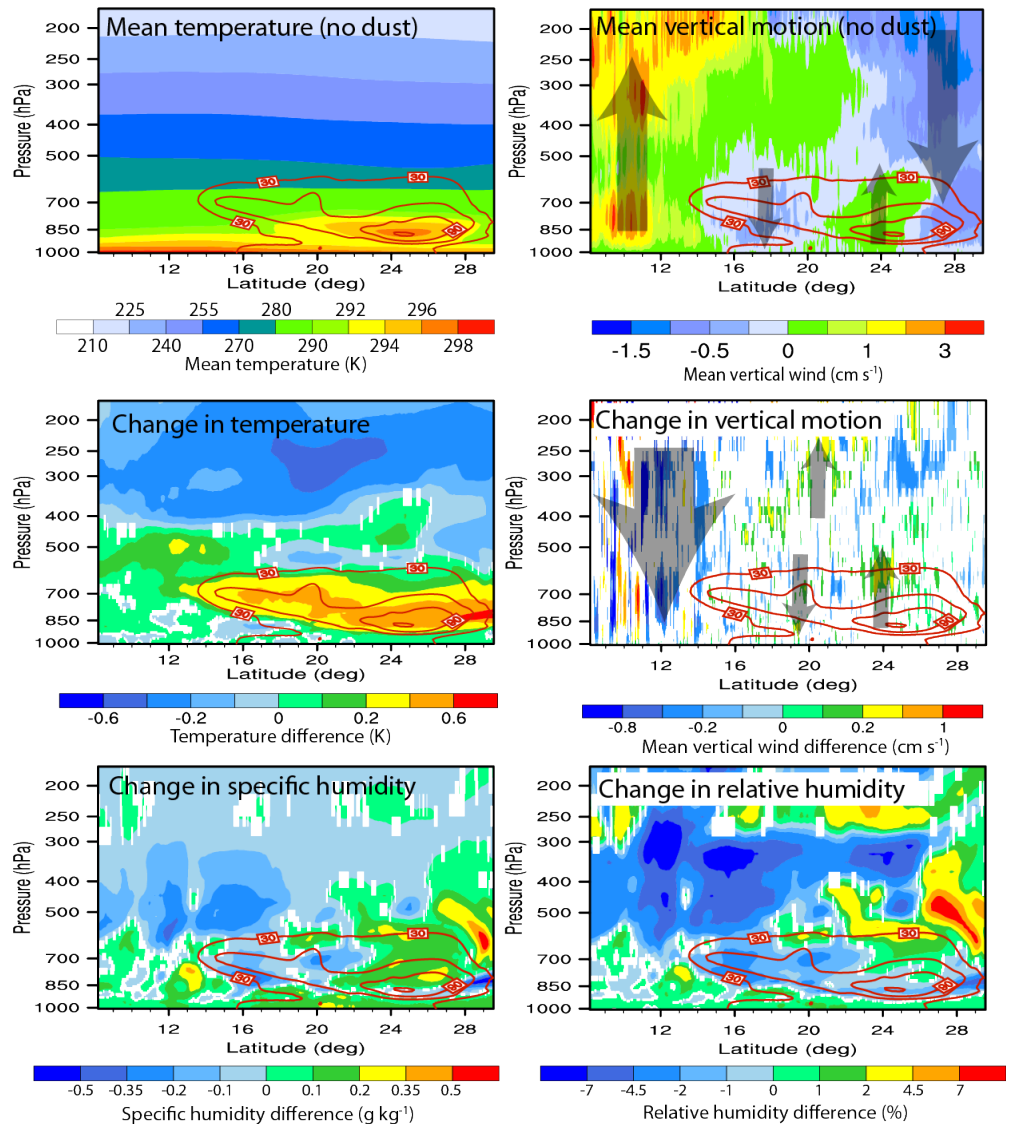 Mean temperature (no dust)
Pressure (hPa)
200
250
300
400
500
700
850
1000
30
30
30
12 16 20 24 28
Latitude (deg)
225 255 280 292 296
210 240 270 290 294 298
Mean temperature (K)
Mean vertical motion (no dust)
Pressure (hPa)
200
250
300
400
500
700
850
1000
30
30
30
12 16 20 24 28
Latitude (deg)
-1.5 -0.5 0 1 3
Mean vertical wind (cm s-1)
Change in temperature
Pressure (hPa)
200
250
300
400
500
700
850
1000
30
30
30
12 16 20 24 28
Latitude (deg)
-0.6 -0.2 0 0.2 0.6
Temperature difference (K)
Change in vertical motion
Pressure (hPa)
200
250
300
400
500
700
850
1000
30
30
30
12 16 20 24 28
Latitude (deg)
-0.8 -0.2 0 0.2 1
Mean vertical wind difference (cm s-1)
Change in specific humidity
Pressure (hPa)
200
250
300
400
500
700
850
1000
30
30
12 16 20 24 28
Latitude (deg)
-0.5 -0.35 -0.2 -0.1 0 0.1 0.2 0.35 0.5
Specific humidity difference (g kg-1)
Change in relative humidity
Pressure (hPa)
200
250
300
400
500
700
850
1000
30
30
12 16 20 24 28
Latitude (deg)
-7 -4.5 -2 -1 0 1 2 4.5 7
Relative humidity difference (%)